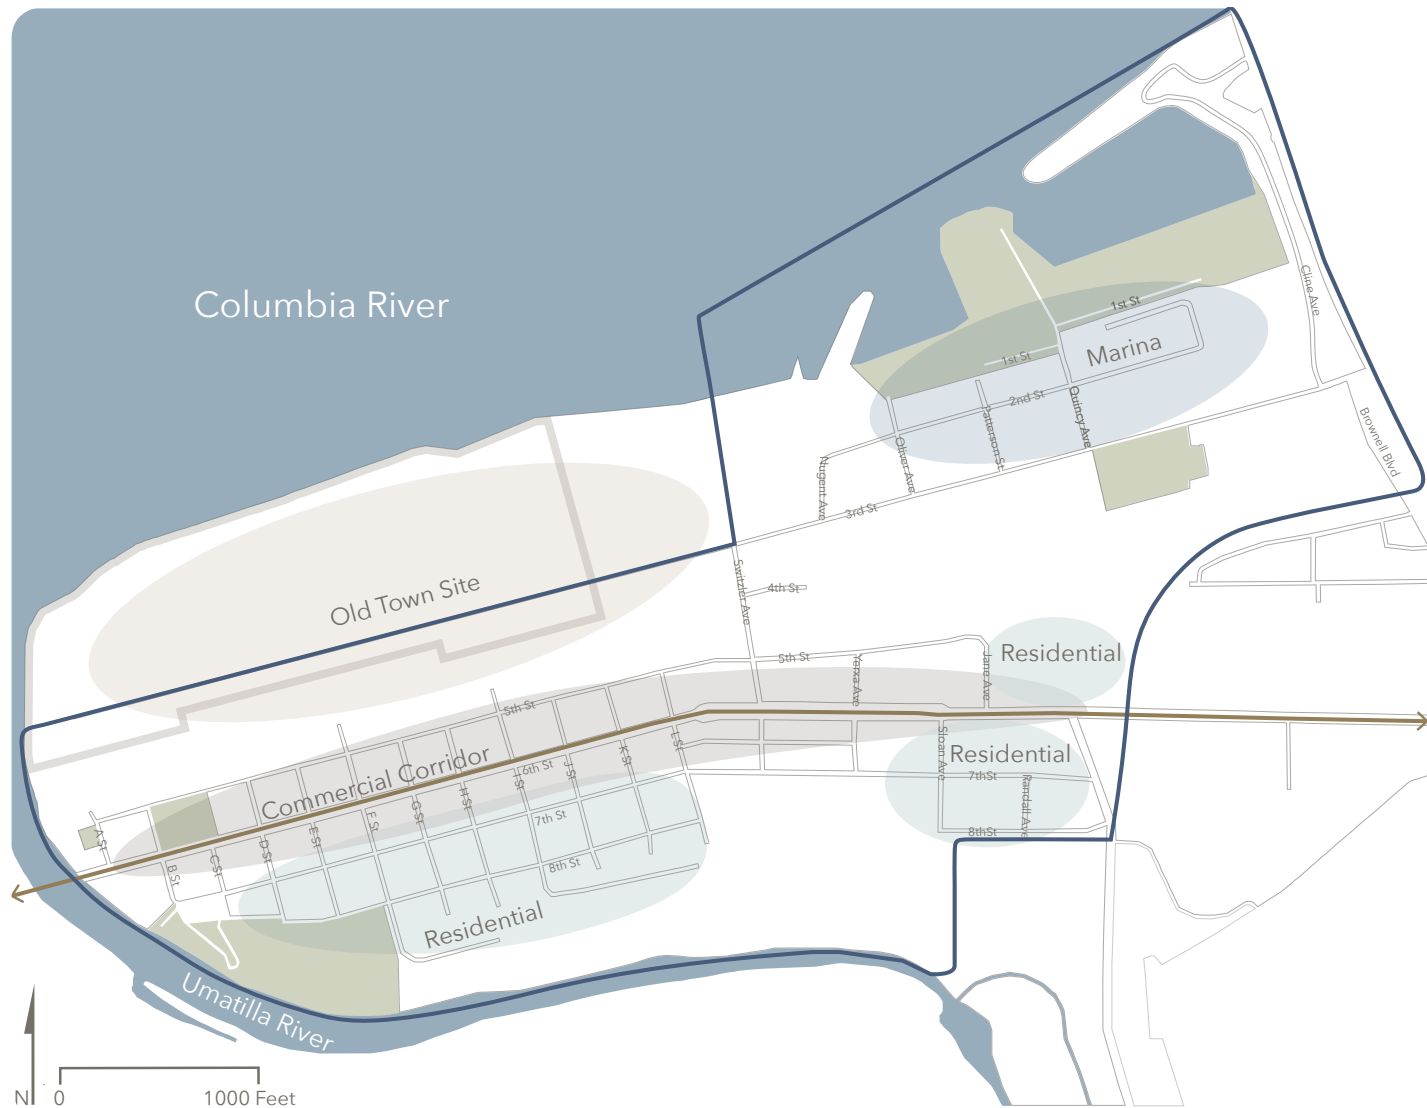 Columbia River
Cline Ave
1st St
Marina
1st St
2nd St
Quincy Ave
Patterson St
Oliver Ave
Nugent Ave
Brownell Blvd
3rd St
Old Town Site
Switzler Ave
4th St
5th St
Yerxa Ave
Jane Ave
Residential
5th St
Commercial Corridor
6th St
L St
K St
J St
I St
H St
G St
F St
E St
D St
C St
B St
A St
Sloan Ave
Residential
7thSt
Randall Ave
8thSt
7th St
8th St
Residential
Umatilla River
N
0
1000 Feet